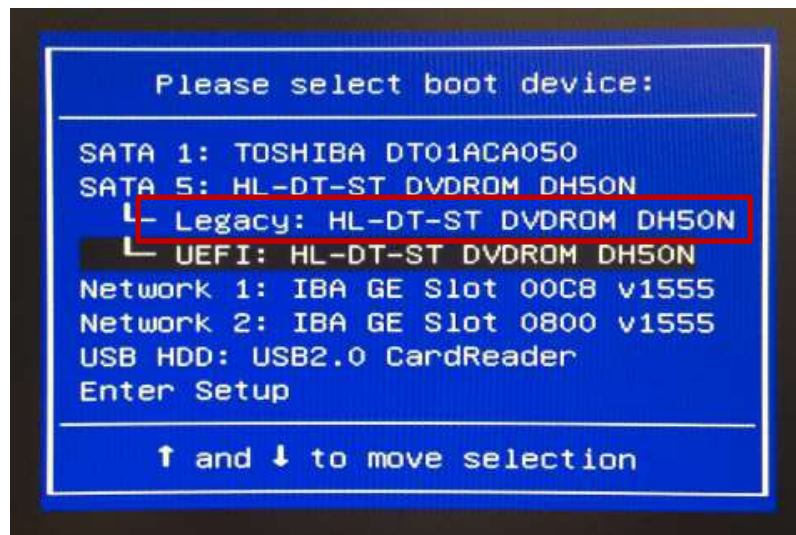 Please select boot device:
SATA 1: TOSHIBA DT01ACA050
SATA 5: HL-DT-ST DVDROM DH50N
Legacy: HL-DT-ST DVDROM DH50N
UEFI: HL-DT-ST DVDROM DH50N
Network 1: IBA GE Slot 00C8 v1555
Network 2: IBA GE Slot 0800 v1555
USB HDD: USB2.0 CardReader
Enter Setup
↑ and ↓ to move selection